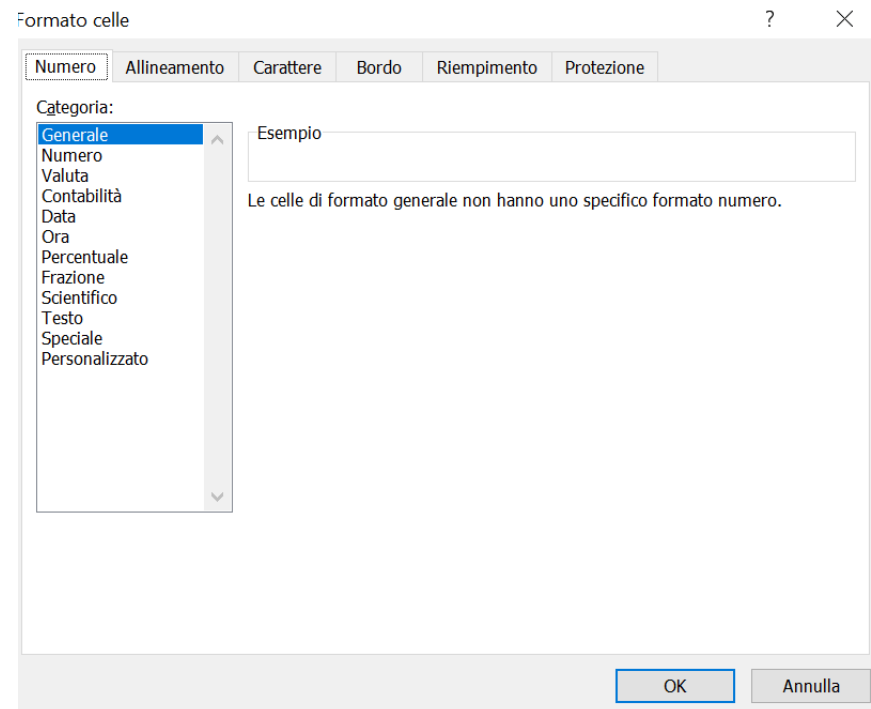 Formato celle ?
Numero Allineamento Carattere Bordo Riempimento Protezione
Categoria:
Generale
Numero
Valuta
Contabilità
Data
Ora
Percentuale
Frazione
Scientifico
Testo
Speciale
Personalizzato
Esempio
Le celle di formato generale non hanno uno specifico formato numero.
OK Annulla